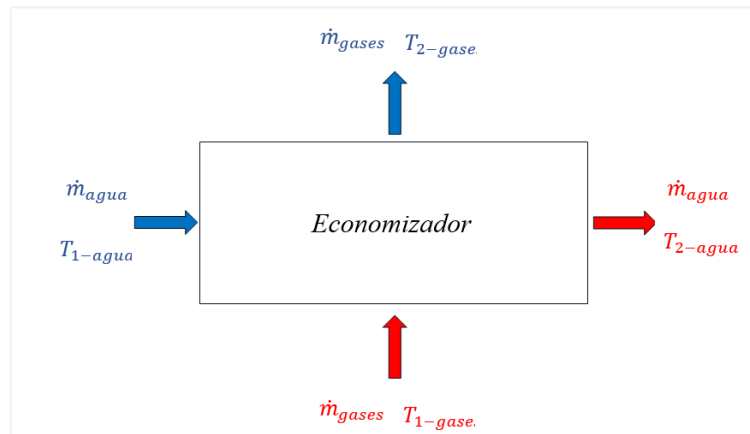 ṁgases T2−gase.
ṁagua
T1−agua
Economizador
ṁagua
T2−agua
ṁgases T1−gase.